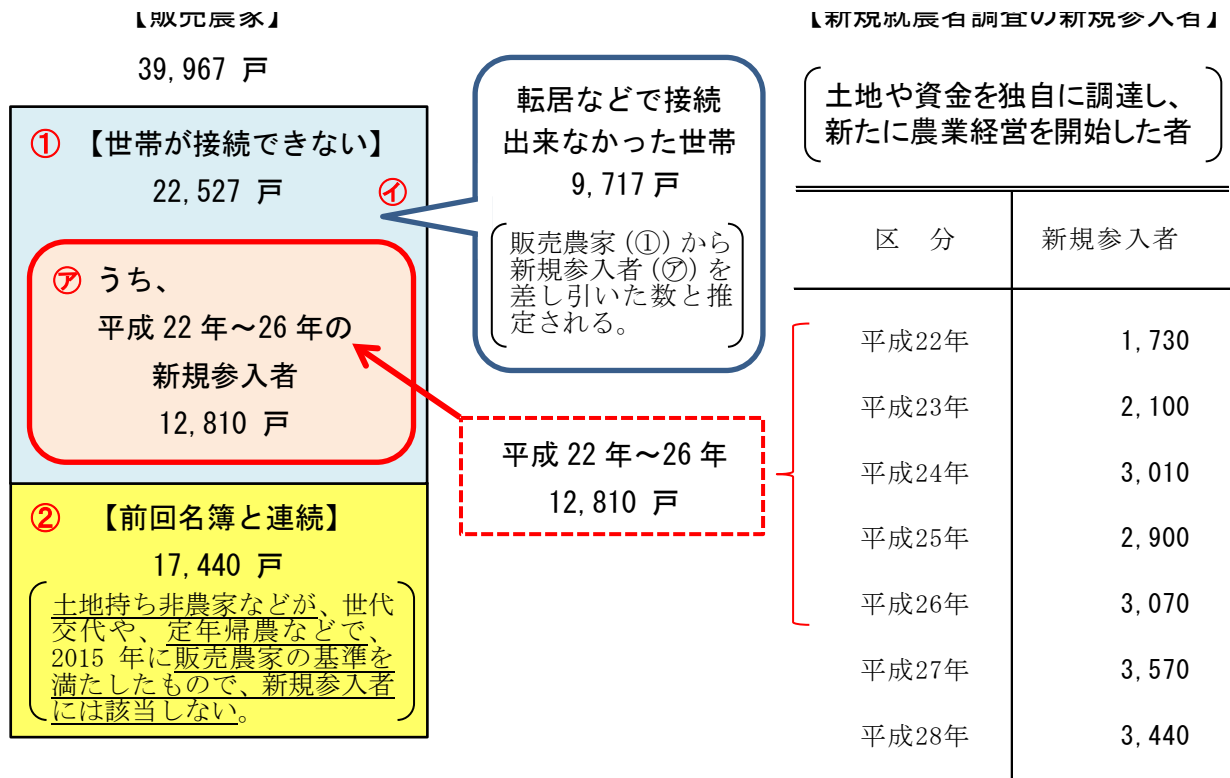 【販売農家】
39,967 戸
① 【世帯が接続できない】
22,527 戸
㋑
㋐ うち、
平成 22 年～26 年の
新規参入者
12,810 戸
② 【前回名簿と連続】
17,440 戸
土地持ち非農家などが、世代
交代や、定年帰農などで、
2015 年に販売農家の基準を
満たしたもので、新規参入者
には該当しない。
転居などで接続
出来なかった世帯
9,717 戸
販売農家(①)から
新規参入者(㋐)を
差し引いた数と推
定される。
平成 22 年～26 年
12,810 戸
【新規就農者調査の新規参入者】
土地や資金を独自に調達し、
新たに農業経営を開始した者
区 分 新規参入者
平成22年 1,730
平成23年 2,100
平成24年 3,010
平成25年 2,900
平成26年 3,070
平成27年 3,570
平成28年 3,440